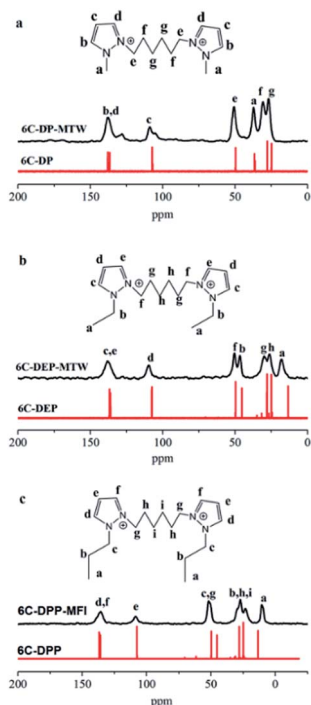 a
c d f g e d c
b N N f N N b
⊕ e g f ⊕
a a
b,d c e a f g
6C-DP-MTW
6C-DP
200 150 100 50 0
ppm
b
d e g h f e d
c N N h N N c
⊕ f g ⊕
b b
a a
c,e d f b g h a
6C-DEP-MTW
6C-DEP
200 150 100 50 0
ppm
c
e f h i g f e
d N N N N d
⊕ g i h ⊕
c c
b b
a a
d,f e c,g b,h,i a
6C-DPP-MFI
6C-DPP
200 150 100 50 0 -25
ppm